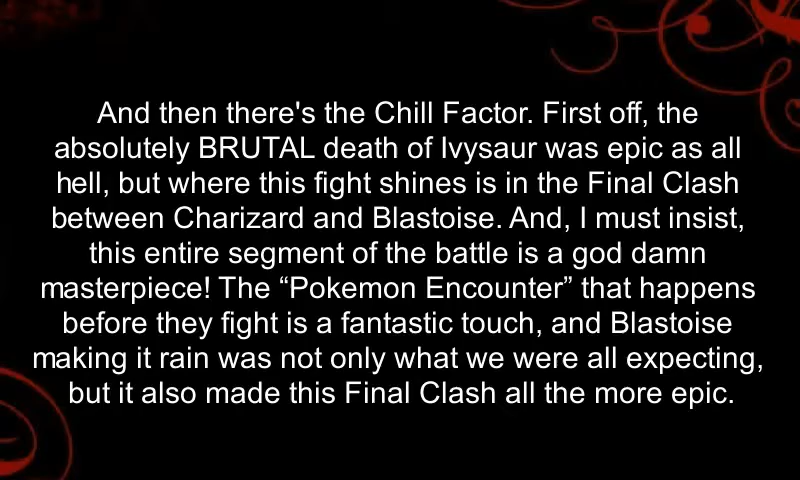 And then there's the Chill Factor. First off, the
absolutely BRUTAL death of Ivysaur was epic as all
hell, but where this fight shines is in the Final Clash
between Charizard and Blastoise. And, I must insist,
this entire segment of the battle is a god damn
masterpiece! The “Pokemon Encounter” that happens
before they fight is a fantastic touch, and Blastoise
making it rain was not only what we were all expecting,
but it also made this Final Clash all the more epic.